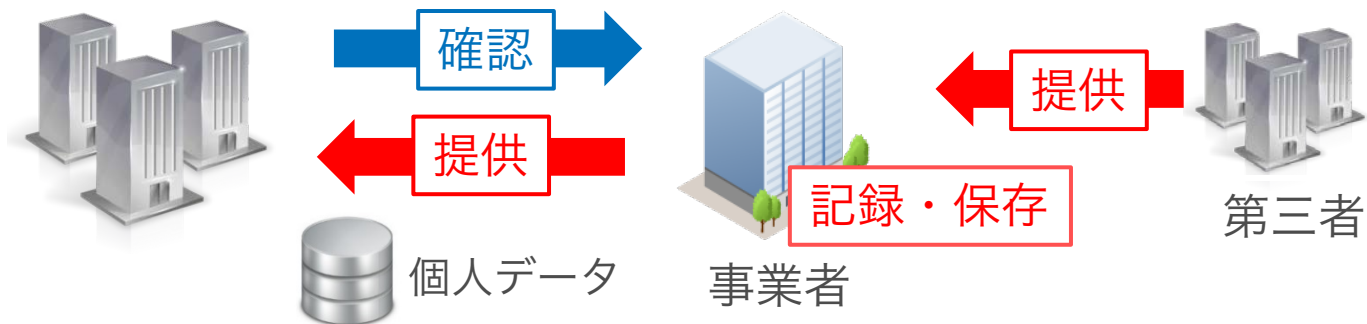 確認
提供
提供
記録・保存
第三者
個人データ
事業者